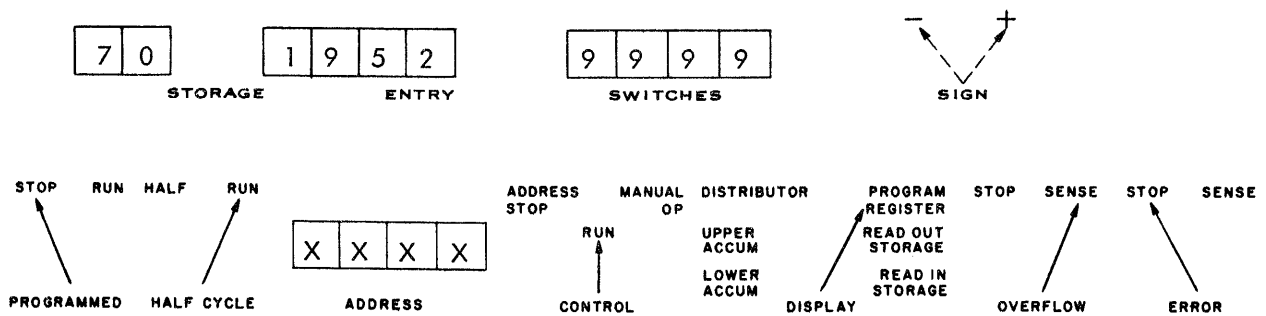 7 0 1 9 5 2 9 9 9 9 - +
STORAGE ENTRY SWITCHES SIGN
STOP RUN HALF RUN
ADDRESS STOP MANUAL OP DISTRIBUTOR PROGRAM REGISTER STOP SENSE STOP SENSE
RUN UPPER ACCUM READ OUT STORAGE
X X X X
LOWER ACCUM READ IN STORAGE
PROGRAMMED HALF CYCLE ADDRESS CONTROL DISPLAY OVERFLOW ERROR